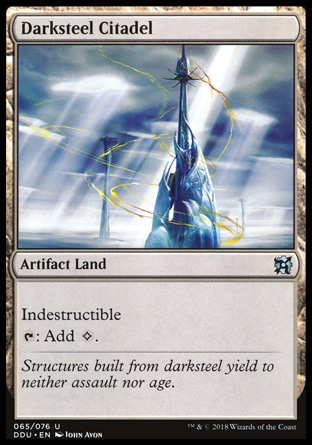 Darksteel Citadel
Artifact Land
Indestructible
: Add .
Structures built from darksteel yield to
neither assault nor age.
065/076 U
DDU • EN John Avon
™ & © 2018 Wizards of the Coast